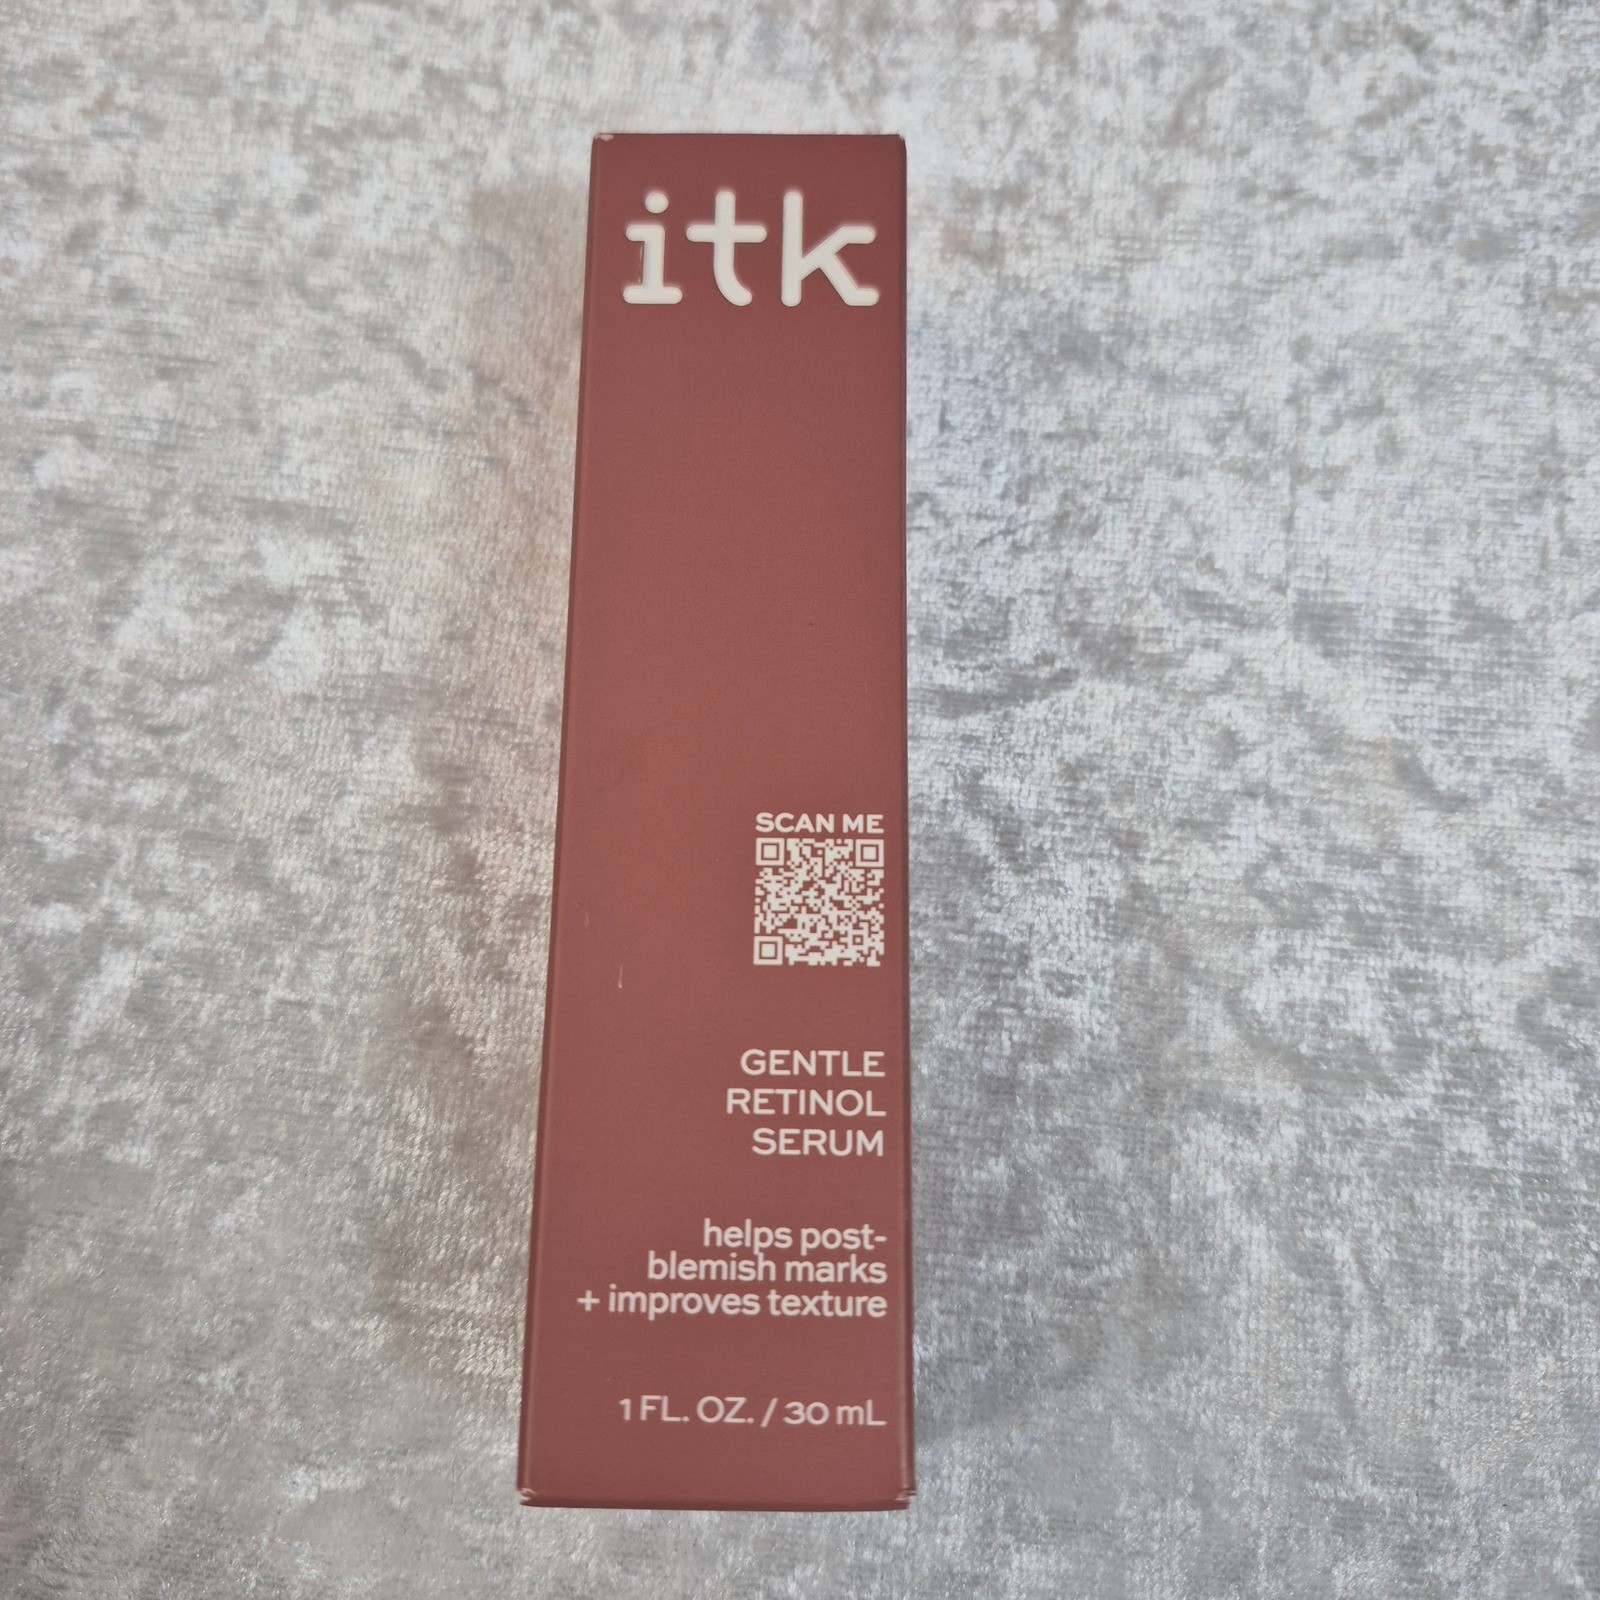 itk
SCAN ME
GENTLE
RETINOL
SERUM
helps post-
blemish marks
+ improves texture
1 FL. OZ. / 30 mL